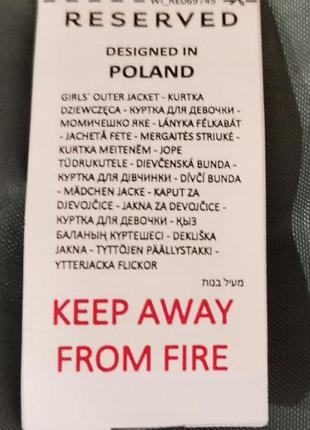 WI_RE069745
RESERVED
DESIGNED IN
POLAND
GIRLS' OUTER JACKET - KURTKA
DZIEWCZĘCA - КУРТКА ДЛЯ ДЕВОЧКИ -
МОМИЧЕШКО ЯКЕ - LÁNYKA FÉLKABÁT
- JACHETĂ FETE - MERGAITĖS STRIUKĖ -
KURTKA MEITENĒM - JOPE
TÜDRUKUTELE - DIEVČENSKÁ BUNDA -
КУРТКА ДЛЯ ДІВЧИНКИ - DÍVČÍ BUNDA
- MÄDCHEN JACKE - KAPUT ZA
DJEVOJČICE - JAKNA ZA DEVOJČICE -
КУРТКА ДЛЯ ДЕВОЧКИ - ҚЫЗ
БАЛАНЫҢ КҮРТЕШЕСІ - DEKLIŠKA
JAKNA - TYTTÖJEN PÄÄLLYSTAKKI -
YTTERJACKA FLICKOR
מעיל בנות
KEEP AWAY
FROM FIRE